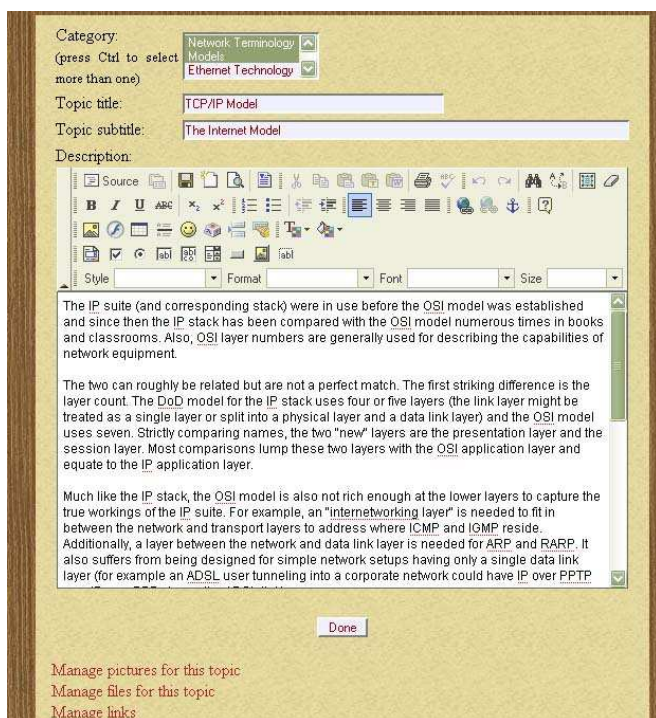 Category:
(press Ctrl to select
more than one)
Network Terminology
Models
Ethernet Technology
Topic title:
TCP/IP Model
Topic subtitle:
The Internet Model
Description:
Source
B I U ABC x₂ x²
Style Format Font Size
The IP suite (and corresponding stack) were in use before the OSI model was established
and since then the IP stack has been compared with the OSI model numerous times in books
and classrooms. Also, OSI layer numbers are generally used for describing the capabilities of
network equipment.
The two can roughly be related but are not a perfect match. The first striking difference is the
layer count. The DoD model for the IP stack uses four or five layers (the link layer might be
treated as a single layer or split into a physical layer and a data link layer) and the OSI model
uses seven. Strictly comparing names, the two "new" layers are the presentation layer and the
session layer. Most comparisons lump these two layers with the OSI application layer and
equate to the IP application layer.
Much like the IP stack, the OSI model is also not rich enough at the lower layers to capture the
true workings of the IP suite. For example, an "internetworking layer" is needed to fit in
between the network and transport layers to address where ICMP and IGMP reside.
Additionally, a layer between the network and data link layer is needed for ARP and RARP. It
also suffers from being designed for simple network setups having only a single data link
layer (for example an ADSL user tunneling into a corporate network could have IP over PPTP
Done
Manage pictures for this topic
Manage files for this topic
Manage links